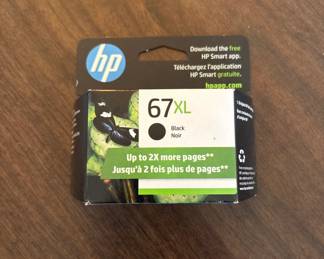 hp
Download the free
HP Smart app.
Téléchargez l'application
HP Smart gratuite.
hpapp.com
67XL
Black
Noir
Up to 2X more pages**
Jusqu'à 2 fois plus de pages**